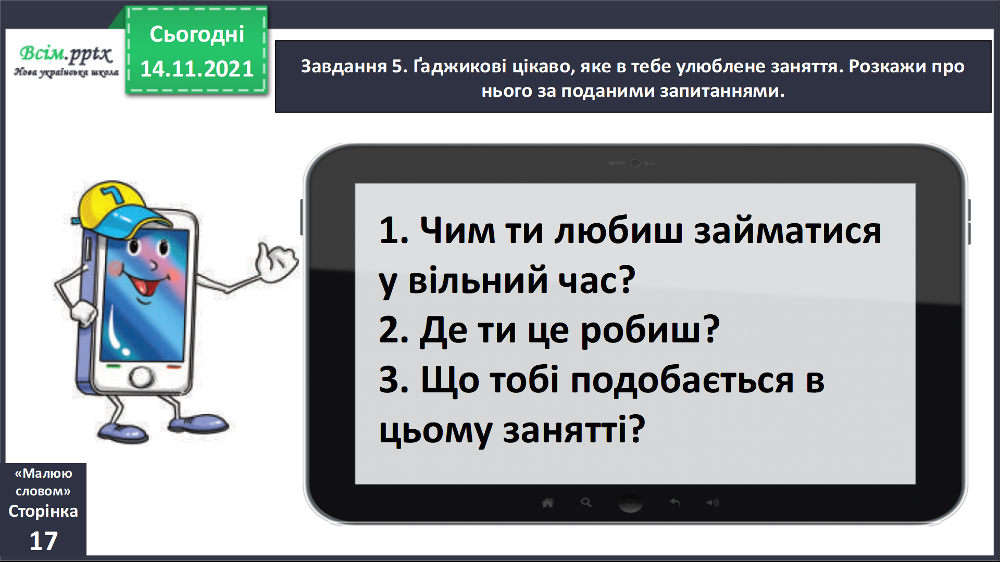 Сьогодні
14.11.2021
Всім.pptx
Нова українська школа
Завдання 5. Ґаджикові цікаво, яке в тебе улюблене заняття. Розкажи про
нього за поданими запитаннями.
1. Чим ти любиш займатися
у вільний час?
2. Де ти це робиш?
3. Що тобі подобається в
цьому занятті?
«Малюю
словом»
Сторінка
17